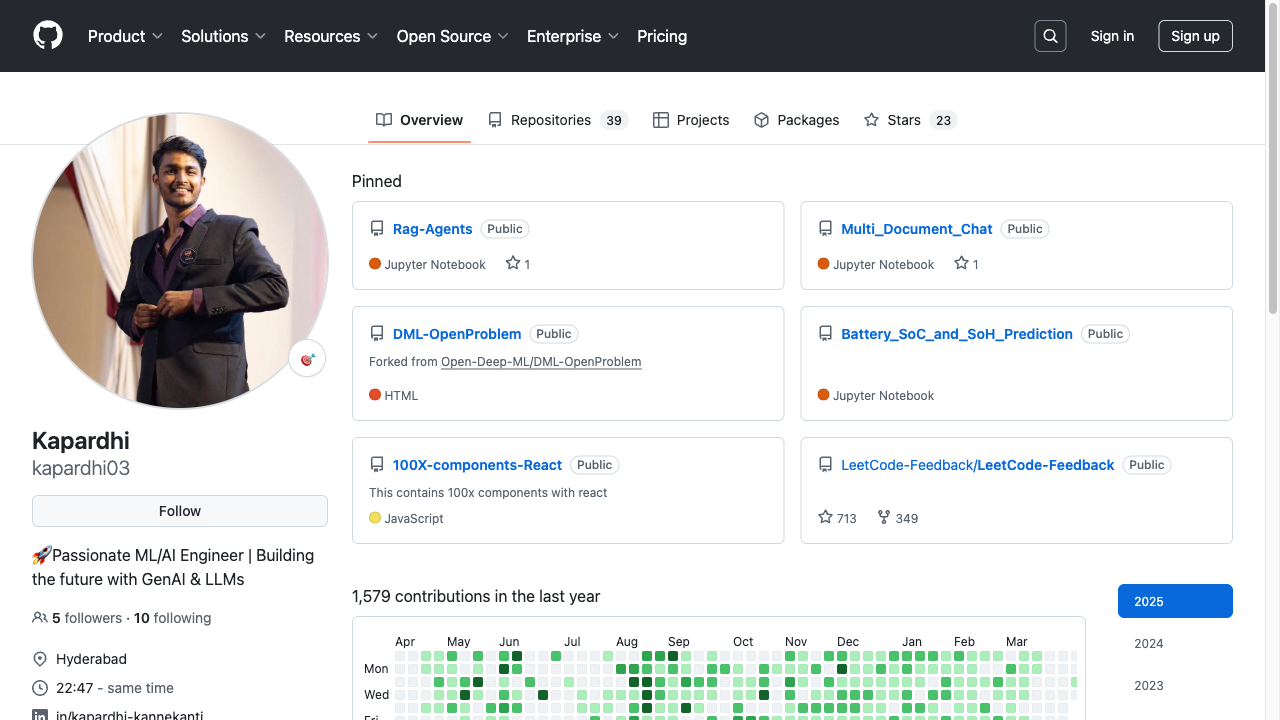 Product Solutions Resources Open Source Enterprise Pricing Sign in Sign up
Overview Repositories 39 Projects Packages Stars 23
Kapardhi
kapardhi03
Follow
🚀Passionate ML/AI Engineer | Building
the future with GenAI & LLMs
5 followers · 10 following
Hyderabad
22:47 - same time
in/kapardhi-kannekanti
Pinned
Rag-Agents Public
Jupyter Notebook 1
Multi_Document_Chat Public
Jupyter Notebook 1
DML-OpenProblem Public
Forked from Open-Deep-ML/DML-OpenProblem
HTML
Battery_SoC_and_SoH_Prediction Public
Jupyter Notebook
100X-components-React Public
This contains 100x components with react
JavaScript
LeetCode-Feedback/LeetCode-Feedback Public
713 349
1,579 contributions in the last year
Apr May Jun Jul Aug Sep Oct Nov Dec Jan Feb Mar
Mon
Wed
Fri
2025
2024
2023